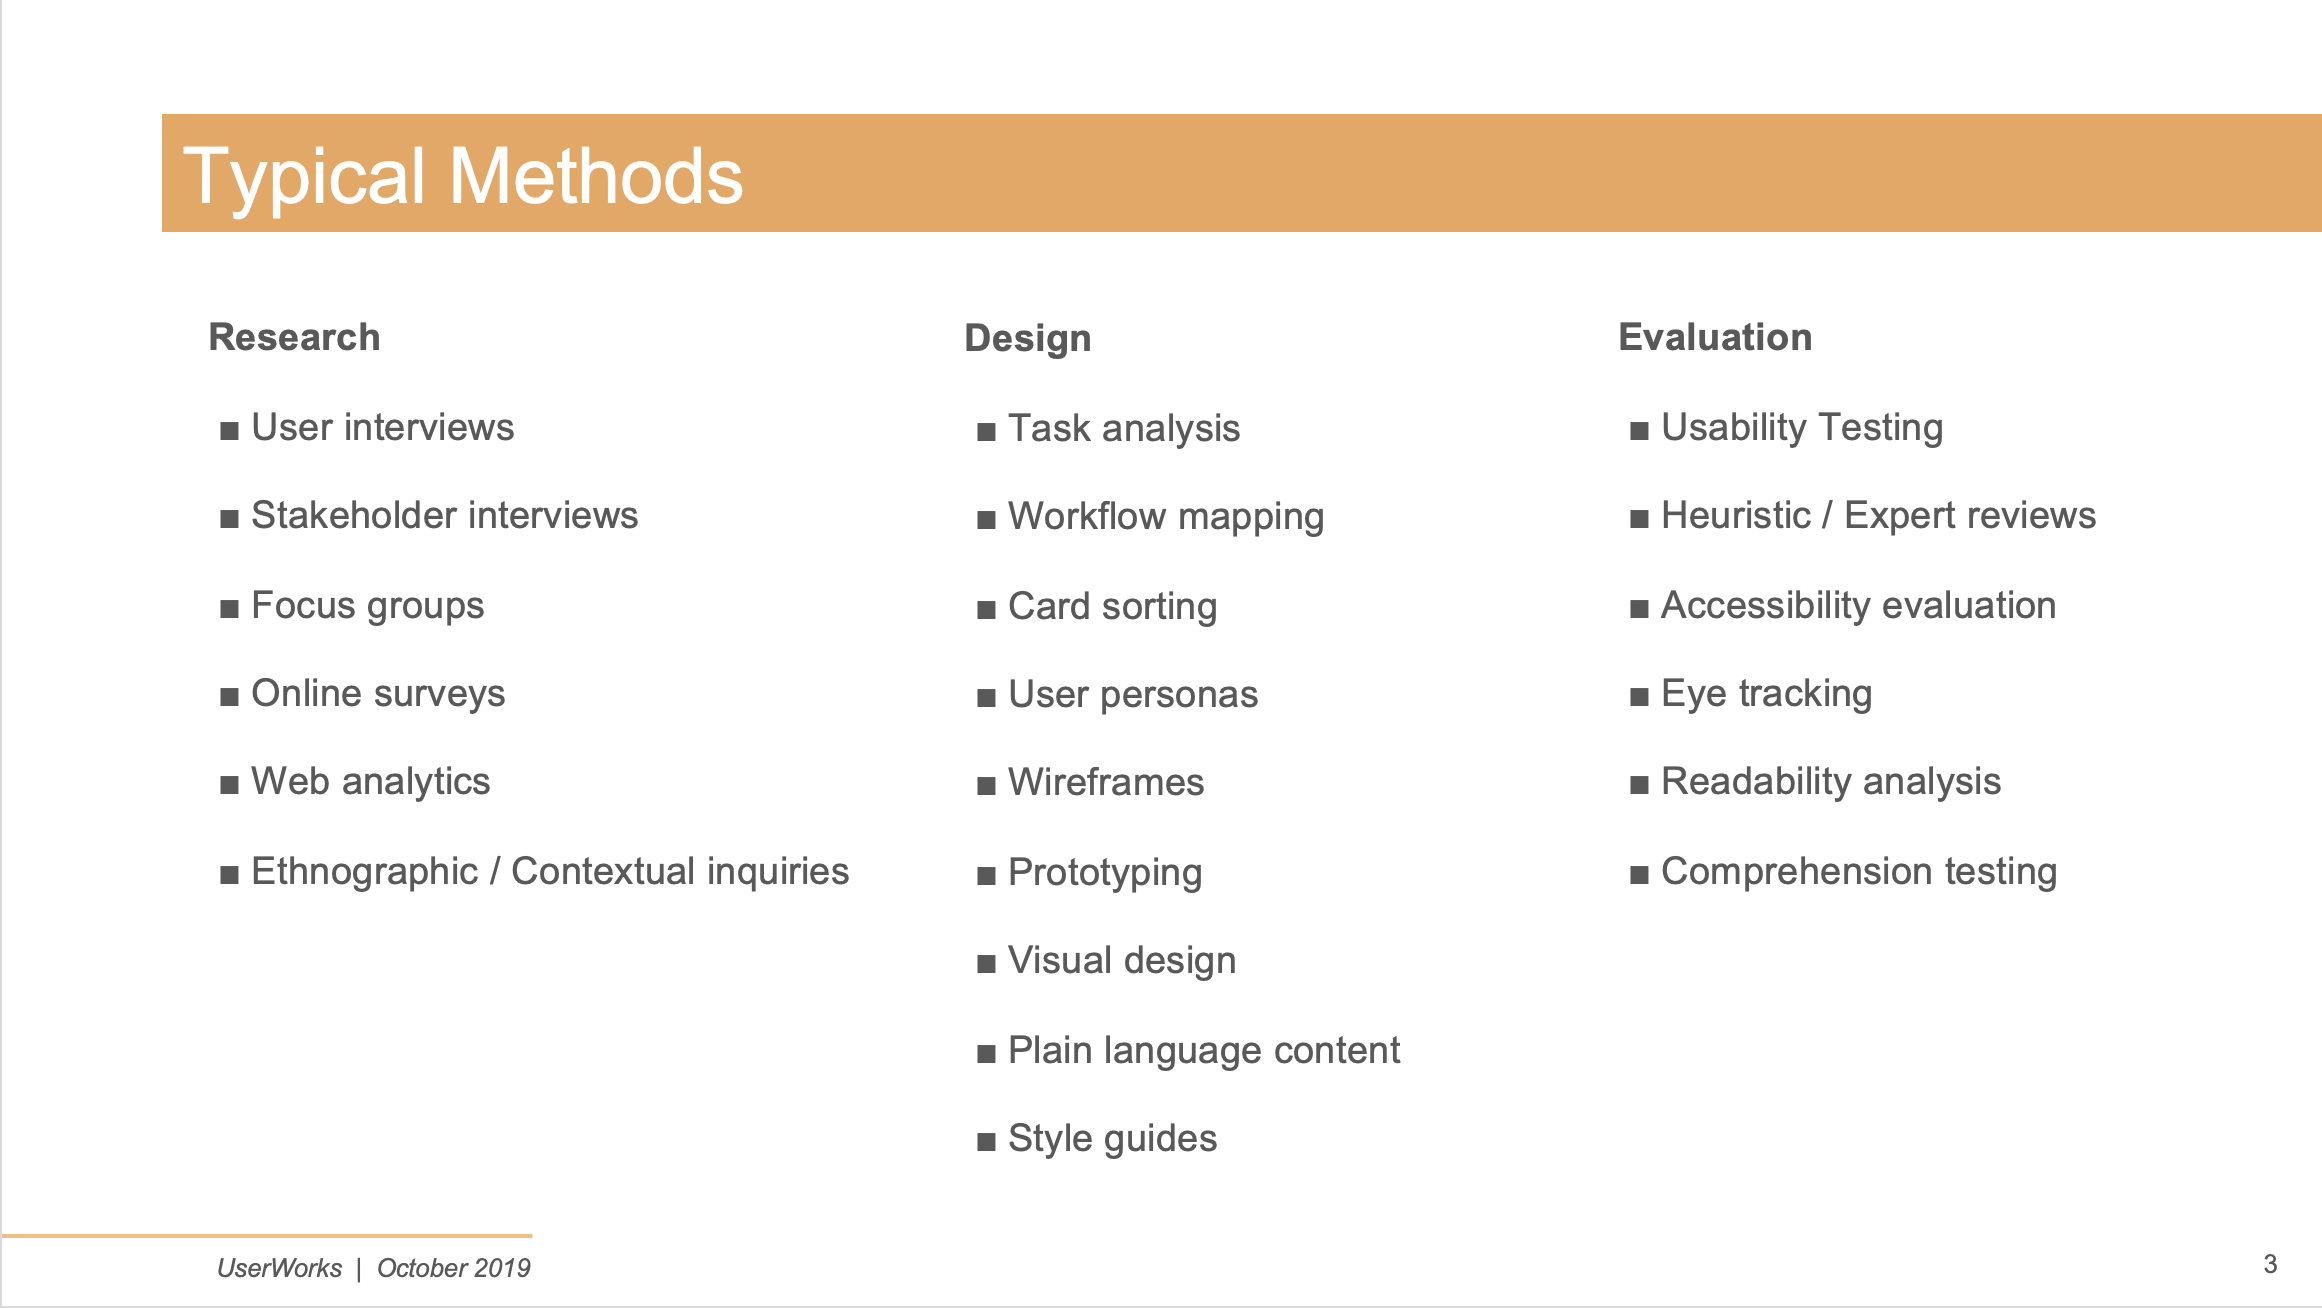 Typical Methods
Research
■ User interviews
■ Stakeholder interviews
■ Focus groups
■ Online surveys
■ Web analytics
■ Ethnographic / Contextual inquiries
Design
■ Task analysis
■ Workflow mapping
■ Card sorting
■ User personas
■ Wireframes
■ Prototyping
■ Visual design
■ Plain language content
■ Style guides
Evaluation
■ Usability Testing
■ Heuristic / Expert reviews
■ Accessibility evaluation
■ Eye tracking
■ Readability analysis
■ Comprehension testing
UserWorks | October 2019
3